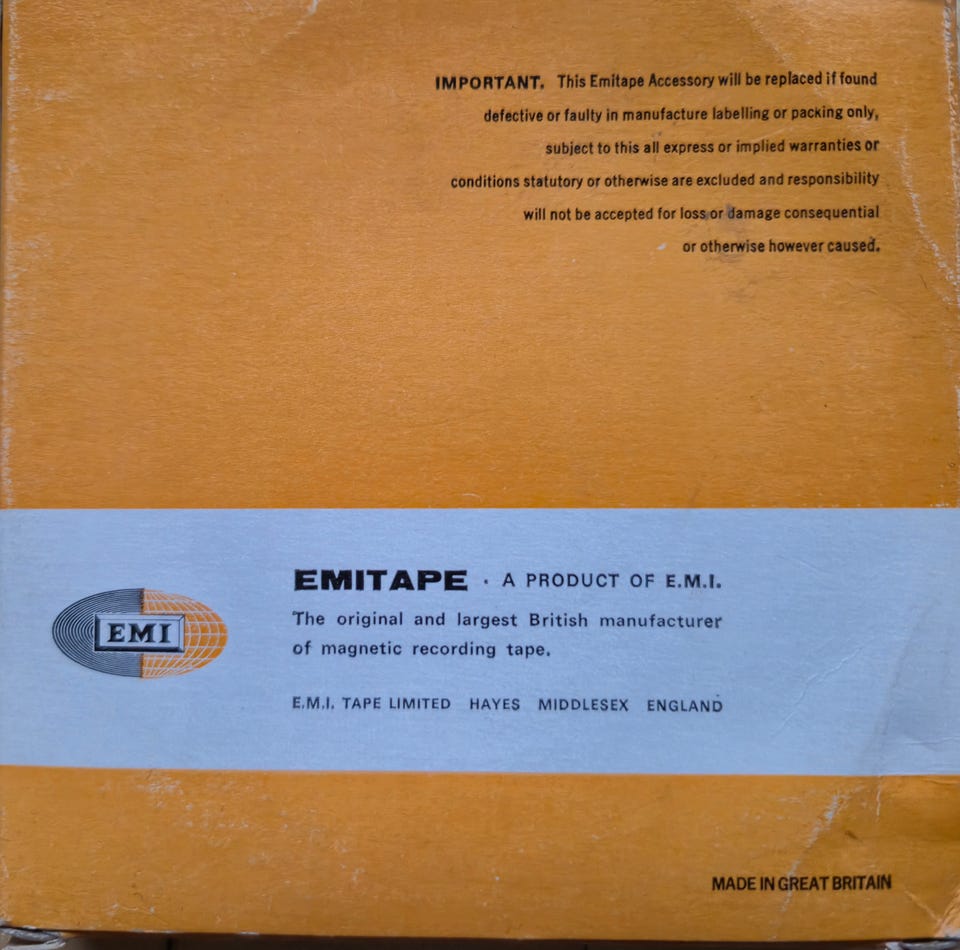 IMPORTANT. This Emitape Accessory will be replaced if found
defective or faulty in manufacture labelling or packing only,
subject to this all express or implied warranties or
conditions statutory or otherwise are excluded and responsibility
will not be accepted for loss or damage consequential
or otherwise however caused.
EMITAPE · A PRODUCT OF E.M.I.
The original and largest British manufacturer
EMI
of magnetic recording tape.
E.M.I. TAPE LIMITED HAYES MIDDLESEX ENGLAND
MADE IN GREAT BRITAIN